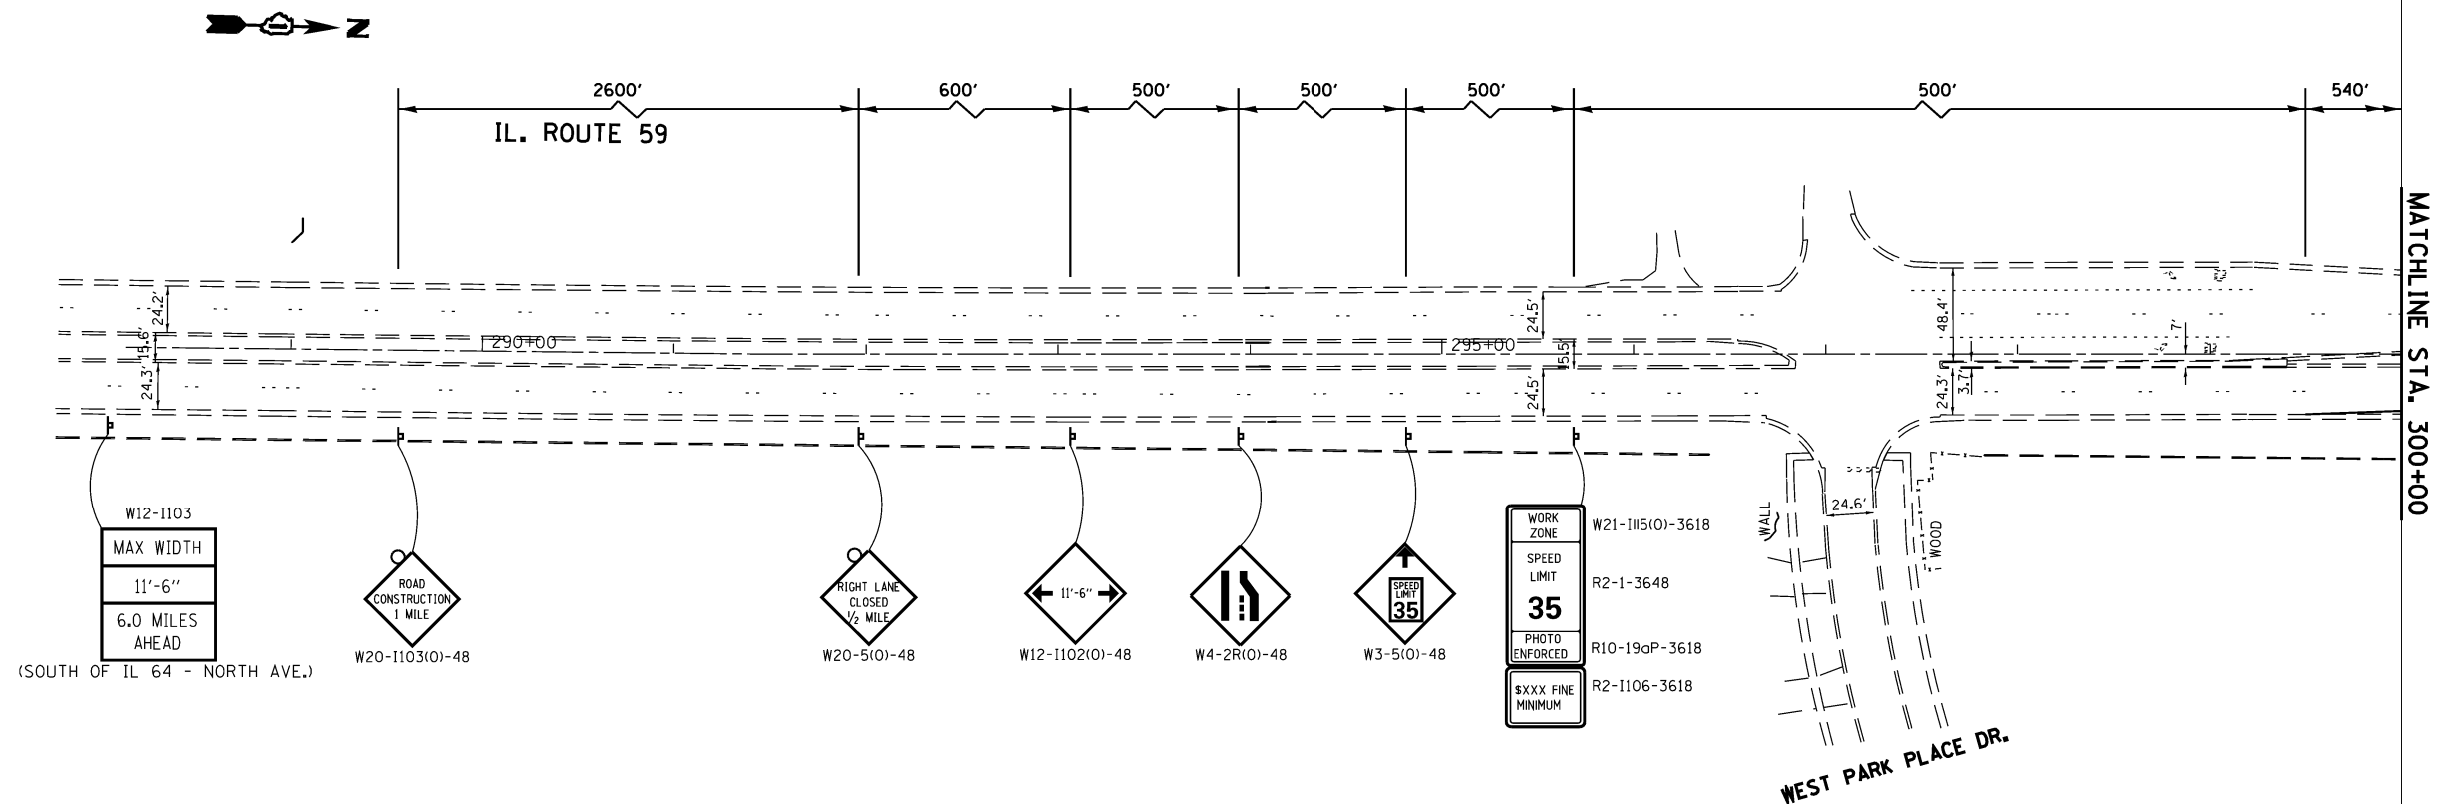 N
2600'
600'
500'
500'
500'
500'
540'
IL. ROUTE 59
MATCHLINE STA. 300+00
24.2'
15.6'
24.3'
290+00
295+00
24.5'
15.5'
24.5'
48.4'
7'
24.3'
3.7'
24.6'
WALL
WOOD
W12-I103
MAX WIDTH
11'-6"
6.0 MILES
AHEAD
(SOUTH OF IL 64 - NORTH AVE.)
ROAD
CONSTRUCTION
1 MILE
W20-I103(O)-48
RIGHT LANE
CLOSED
1/2 MILE
W20-5(O)-48
11'-6"
W12-I102(O)-48
W4-2R(O)-48
SPEED
LIMIT
35
W3-5(O)-48
WORK
ZONE
W21-I115(O)-3618
SPEED
LIMIT
35
R2-1-3648
PHOTO
ENFORCED
R10-19aP-3618
$XXX FINE
MINIMUM
R2-I106-3618
WEST PARK PLACE DR.